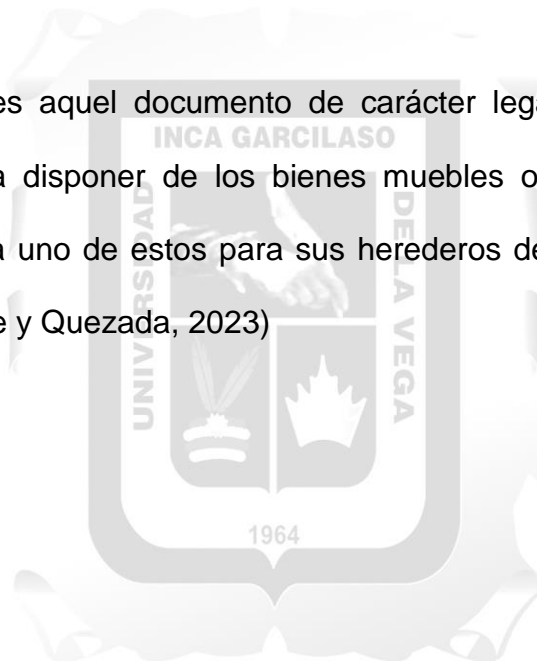 es aquel documento de carácter lega
INCA GARCILASO
a disponer de los bienes muebles o
a uno de estos para sus herederos de
e y Quezada, 2023)
UNIVERSIDAD
DE LA VEGA
1964